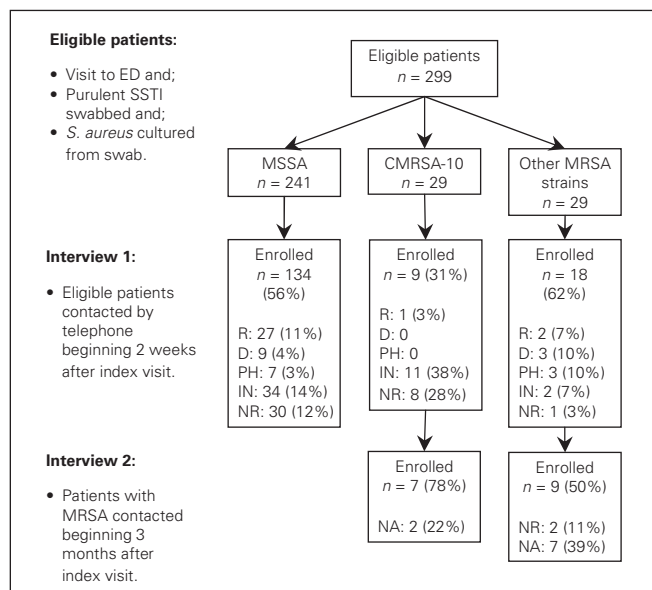 Eligible patients:
• Visit to ED and;
• Purulent SSTI
swabbed and;
• S. aureus cultured
from swab.
Eligible patients
n = 299
MSSA
n = 241
CMRSA-10
n = 29
Other MRSA
strains
n = 29
Interview 1:
• Eligible patients
contacted by
telephone
beginning 2 weeks
after index visit.
Enrolled
n = 134
(56%)
R: 27 (11%)
D: 9 (4%)
PH: 7 (3%)
IN: 34 (14%)
NR: 30 (12%)
Enrolled
n = 9 (31%)
R: 1 (3%)
D: 0
PH: 0
IN: 11 (38%)
NR: 8 (28%)
Enrolled
n = 18
(62%)
R: 2 (7%)
D: 3 (10%)
PH: 3 (10%)
IN: 2 (7%)
NR: 1 (3%)
Interview 2:
• Patients with
MRSA contacted
beginning 3
months after
index visit.
Enrolled
n = 7 (78%)
NA: 2 (22%)
Enrolled
n = 9 (50%)
NR: 2 (11%)
NA: 7 (39%)